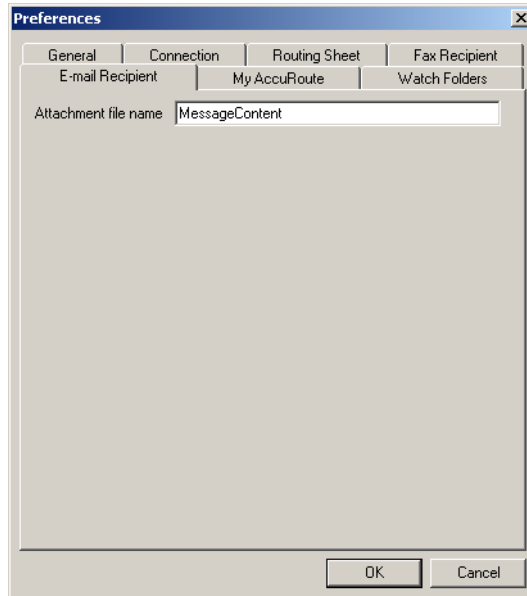 Preferences
General Connection Routing Sheet Fax Recipient
E-mail Recipient My AccuRoute Watch Folders
Attachment file name MessageContent
OK Cancel